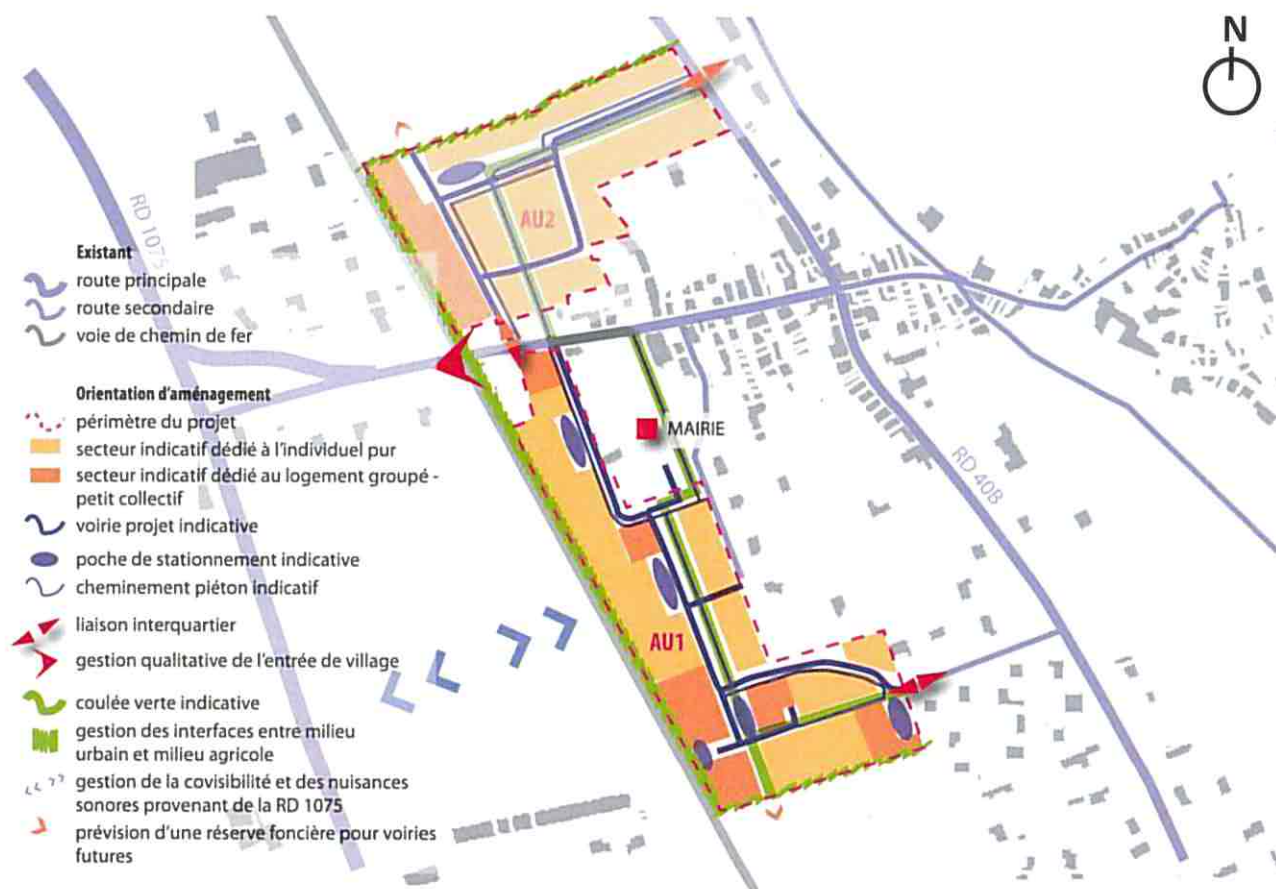 N
RD 1075
AU2
Existant
route principale
route secondaire
voie de chemin de fer
Orientation d'aménagement
périmètre du projet
secteur indicatif dédié à l'individuel pur
secteur indicatif dédié au logement groupé -
petit collectif
voirie projet indicative
poche de stationnement indicative
cheminement piéton indicatif
liaison interquartier
gestion qualitative de l'entrée de village
coulée verte indicative
gestion des interfaces entre milieu
urbain et milieu agricole
gestion de la covisibilité et des nuisances
sonores provenant de la RD 1075
prévision d'une réserve foncière pour voiries
futures
MAIRIE
RD 40B
AU1